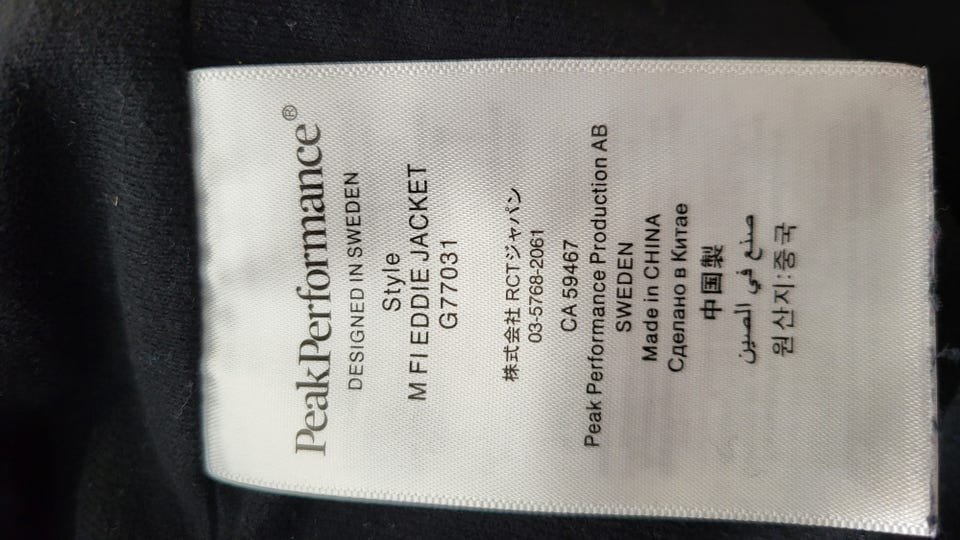 PeakPerformance®
DESIGNED IN SWEDEN
Style
M FI EDDIE JACKET
G77031
株式会社 RCTジャパン
03-5768-2061
CA 59467
Peak Performance Production AB
SWEDEN
Made in CHINA
Сделано в Китае
中国製
صنع في الصين
원산지:중국